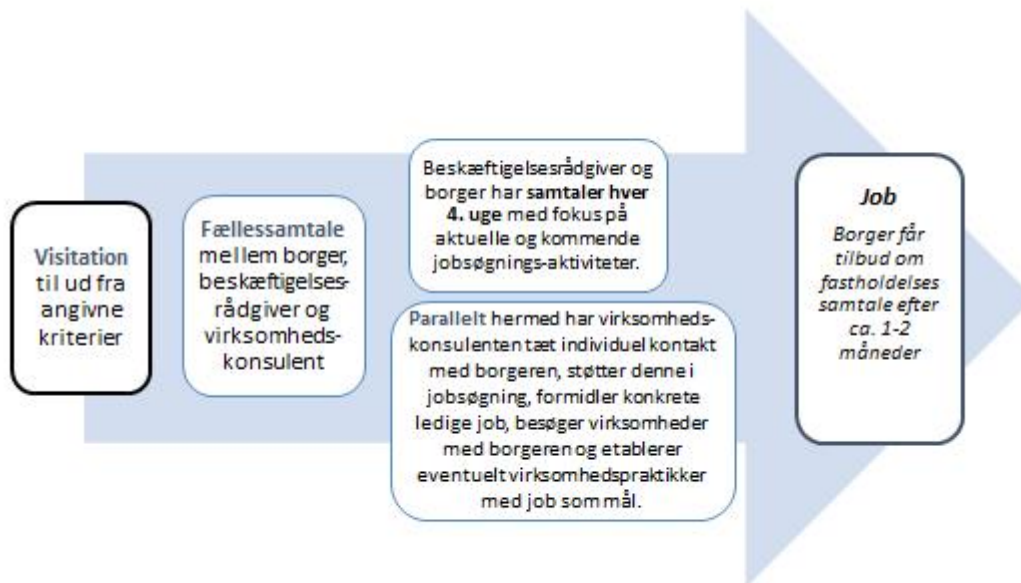 Visitation
til ud fra
angivne
kriterier
Fællessamtale
mellem borger,
beskæftigelses-
rådgiver og
virksomheds-
konsulent
Beskæftigelsesrådgiver og
borger har samtaler hver
4. uge med fokus på
aktuelle og kommende
jobsøgnings-aktiviteter.
Parallelt hermed har virksomheds-
konsulenten tæt individuel kontakt
med borgeren, støtter denne i
jobsøgning, formidler konkrete
ledige job, besøger virksomheder
med borgeren og etablerer
eventuelt virksomhedspraktikker
med job som mål.
Job
Borger får
tilbud om
fastholdelses
samtale efter
ca. 1-2
måneder